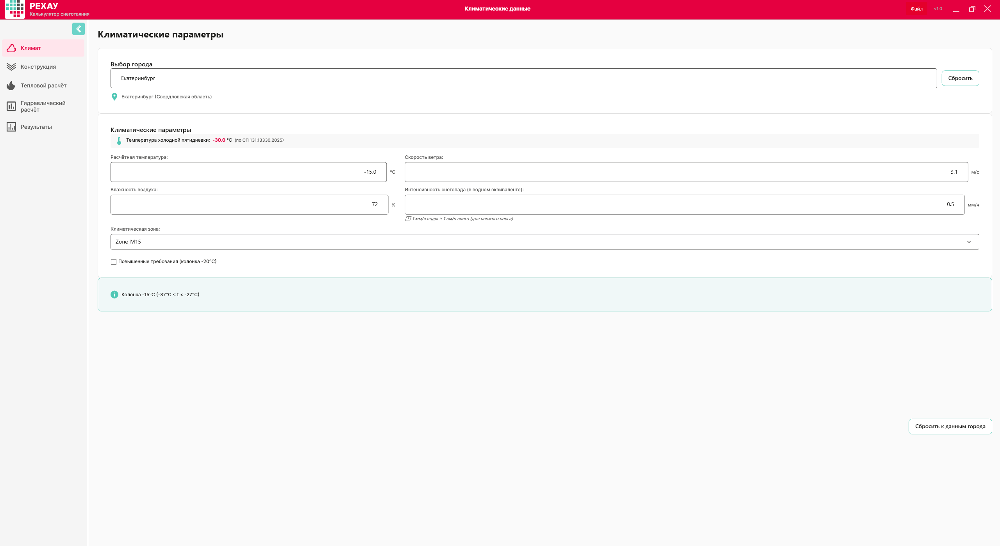 РЕХАУ
Калькулятор снеготаяния
Климатические данные
Файл
v1.0
Климат
Конструкция
Тепловой расчёт
Гидравлический
расчёт
Результаты
Климатические параметры
Выбор города
Екатеринбург
Сбросить
Екатеринбург (Свердловская область)
Климатические параметры
Температура холодной пятидневки: -30.0 °C (по СП 131.13330.2025)
Расчётная температура:
-15.0 °C
Скорость ветра:
3.1 м/с
Влажность воздуха:
72 %
Интенсивность снегопада (в водном эквиваленте):
0.5 мм/ч
1 мм/ч воды ≈ 1 см/ч снега (для свежего снега)
Климатическая зона:
Zone_M15
Повышенные требования (колонка -20°C)
Колонка -15°C (-37°C < t < -27°C)
Сбросить к данным города